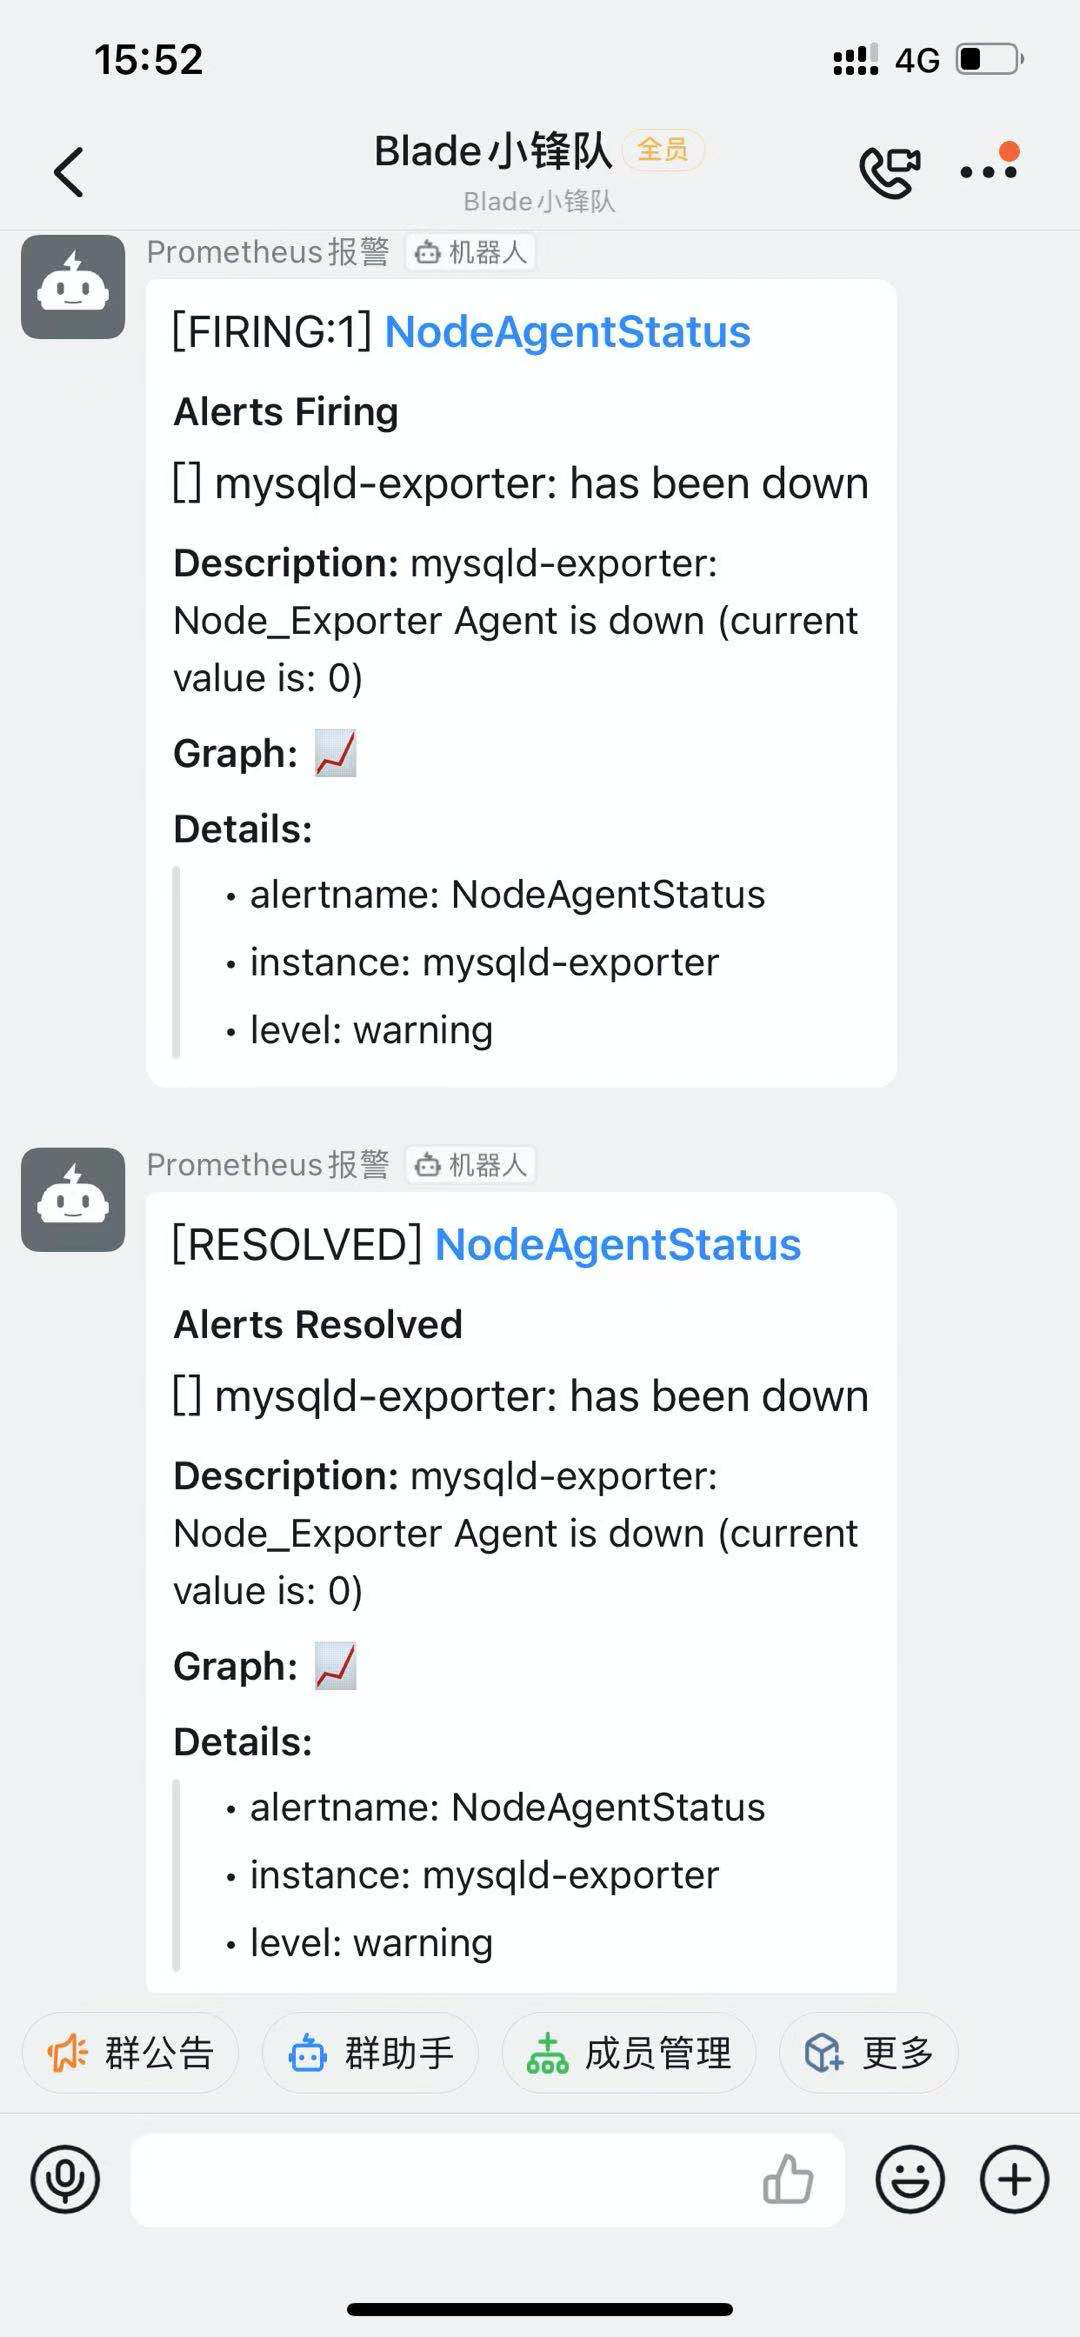 15:52
4G
Blade小锋队 全员
Blade小锋队
Prometheus报警 机器人
[FIRING:1] NodeAgentStatus
Alerts Firing
[] mysqld-exporter: has been down
Description: mysqld-exporter:
Node_Exporter Agent is down (current
value is: 0)
Graph: 📈
Details:
• alertname: NodeAgentStatus
• instance: mysqld-exporter
• level: warning
Prometheus报警 机器人
[RESOLVED] NodeAgentStatus
Alerts Resolved
[] mysqld-exporter: has been down
Description: mysqld-exporter:
Node_Exporter Agent is down (current
value is: 0)
Graph: 📈
Details:
• alertname: NodeAgentStatus
• instance: mysqld-exporter
• level: warning
群公告 群助手 成员管理 更多